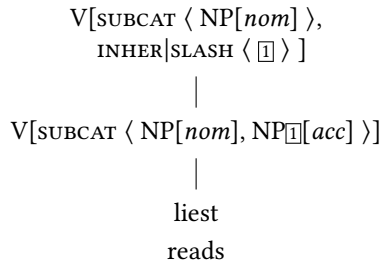 V[SUBCAT ⟨ NP[nom] ⟩,
INHER|SLASH ⟨ 1 ⟩ ]
V[SUBCAT ⟨ NP[nom], NP1[acc] ⟩]
liest
reads